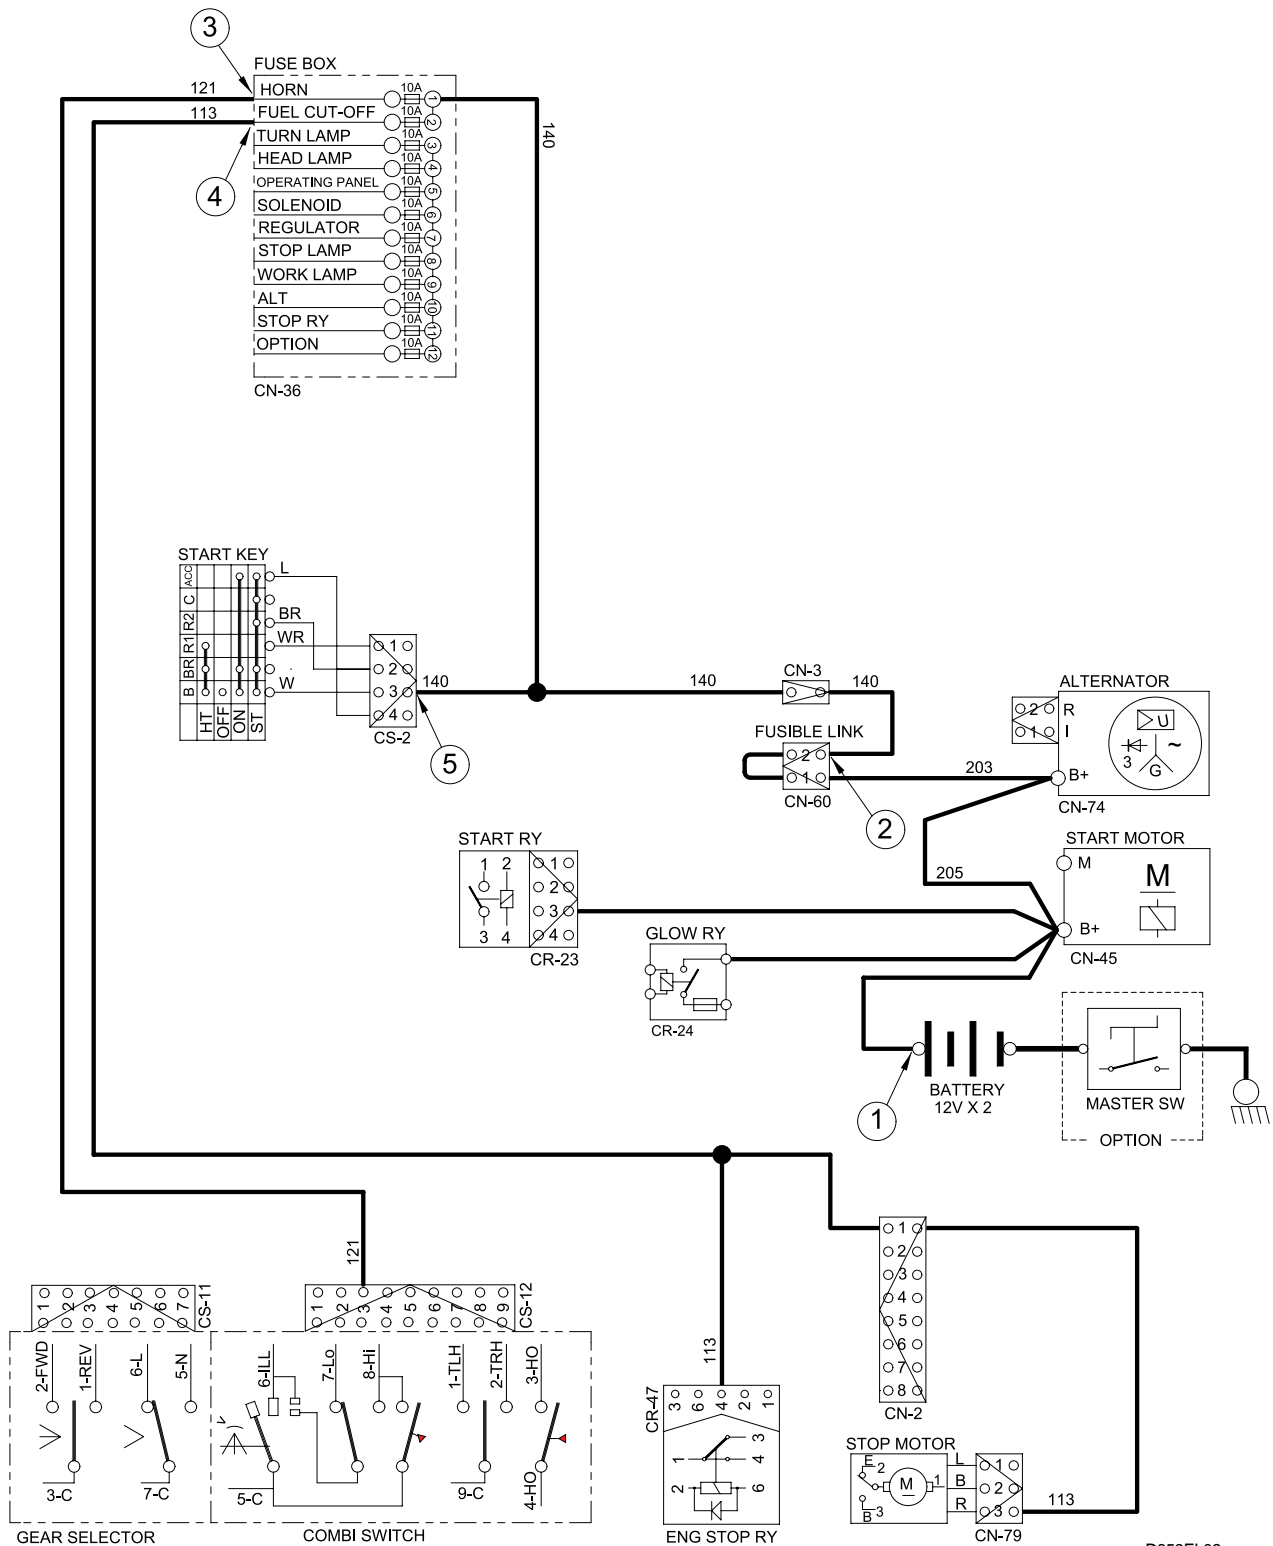 3
FUSE BOX
121
HORN
10A
1
113
FUEL CUT-OFF
10A
2
TURN LAMP
10A
3
140
HEAD LAMP
10A
4
4
OPERATING PANEL
10A
5
SOLENOID
10A
6
REGULATOR
10A
7
STOP LAMP
10A
8
WORK LAMP
10A
9
ALT
10A
10
STOP RY
10A
11
OPTION
10A
12
CN-36
START KEY
ACC
C
R2
R1
BR
B
HT
OFF
ON
ST
L
BR
WR
W
1
2
3
4
CS-2
140
5
140
CN-3
140
FUSIBLE LINK
2
1
CN-60
2
203
ALTERNATOR
2
R
1
I
U
3
~
G
B+
CN-74
START MOTOR
M
M
205
B+
CN-45
START RY
1 2
3 4
1
2
3
4
CR-23
GLOW RY
CR-24
1
BATTERY
12V X 2
MASTER SW
OPTION
121
1 2 3 4 5 6 7
CS-11
1 2 3 4 5 6 7 8 9
CS-12
2-FWD
1-REV
6-L
5-N
3-C
7-C
GEAR SELECTOR
6-ILL
7-Lo
8-Hi
1-TLH
2-TRH
3-HO
5-C
9-C
4-HO
COMBI SWITCH
113
CR-47
3 6 4 2 1
3
1 4
2 6
ENG STOP RY
1
2
3
4
5
6
7
8
CN-2
STOP MOTOR
E
2
M
1
B
3
L
B
R
1
2
3
113
CN-79